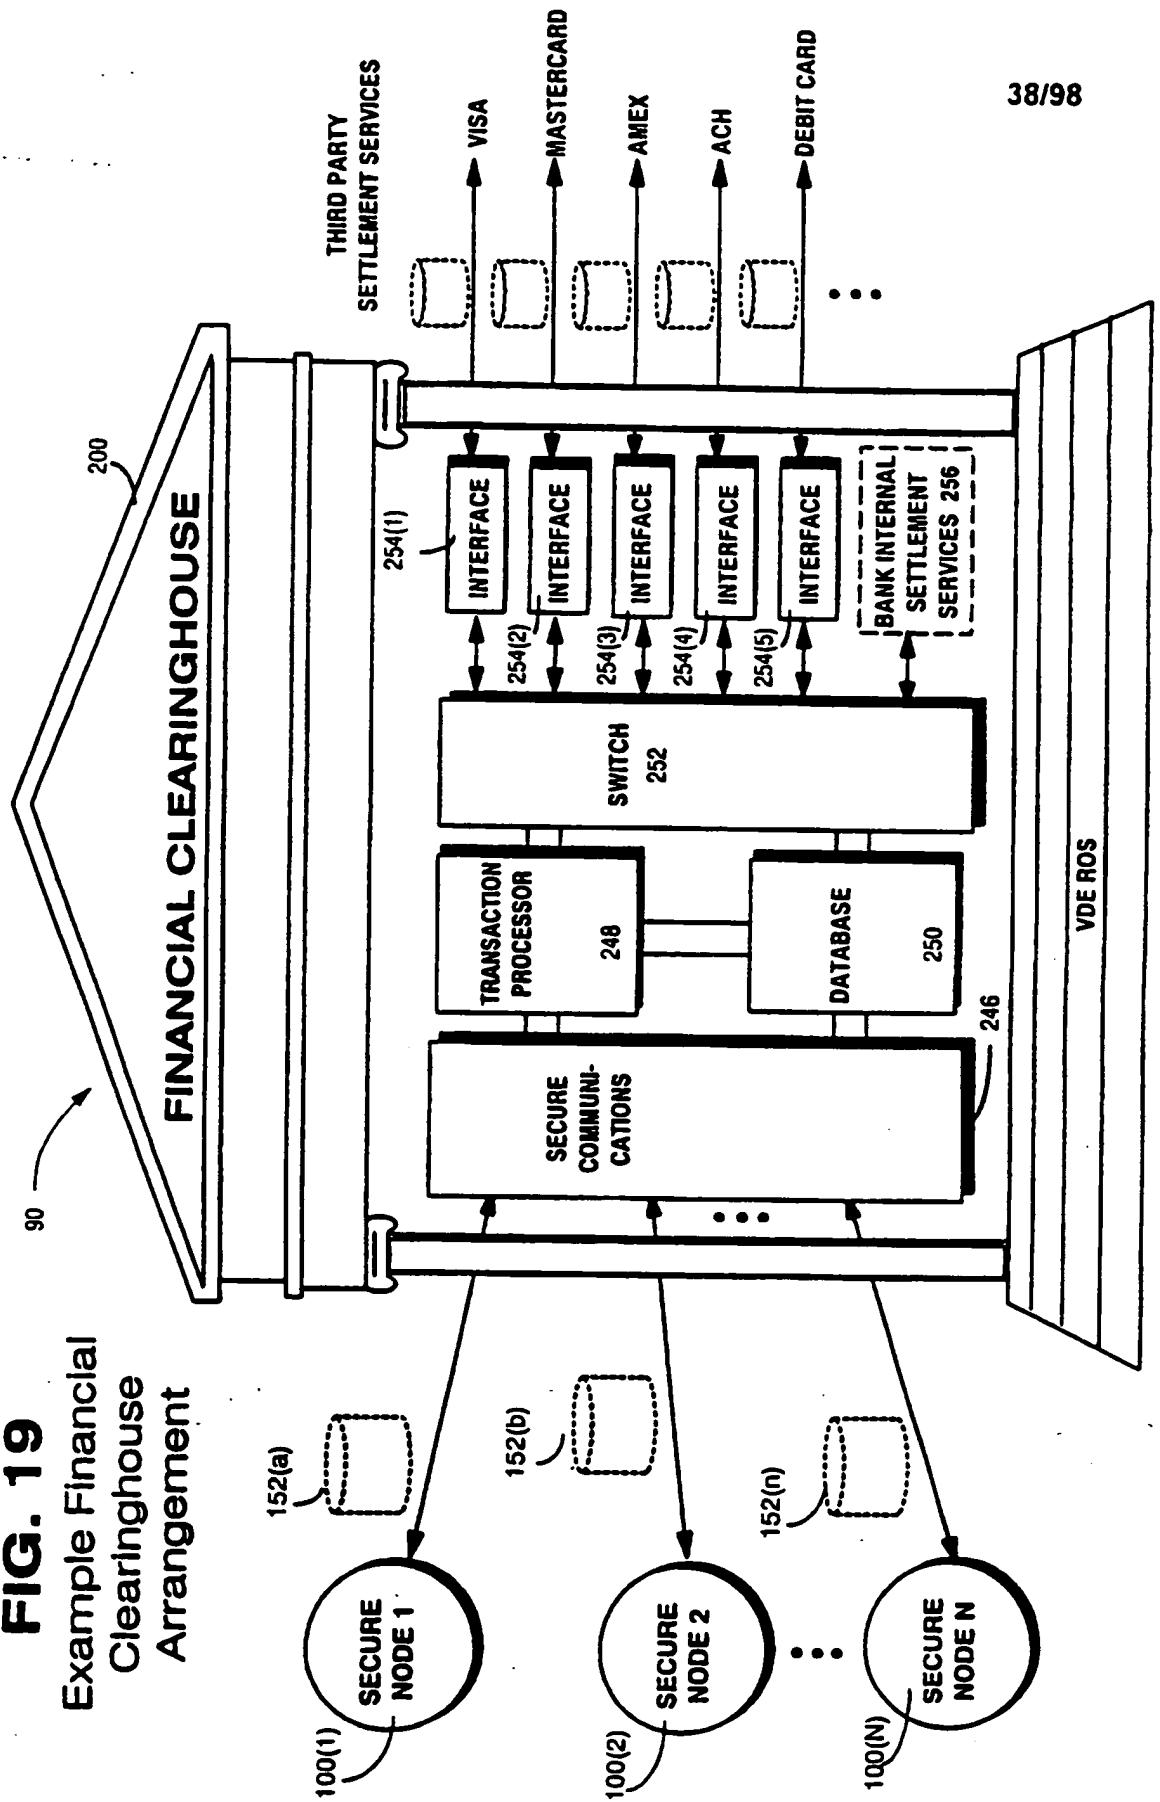 FIG. 19
Example Financial
Clearinghouse
Arrangement
90
200
FINANCIAL CLEARINGHOUSE
THIRD PARTY
SETTLEMENT SERVICES
VISA
MASTERCARD
AMEX
ACH
DEBIT CARD
254(1)
INTERFACE
254(2)
INTERFACE
254(3)
INTERFACE
254(4)
INTERFACE
254(5)
INTERFACE
BANK INTERNAL
SETTLEMENT
SERVICES 256
SWITCH
252
TRANSACTION
PROCESSOR
248
DATABASE
250
SECURE
COMMUNI-
CATIONS
246
152(a)
152(b)
152(n)
SECURE
NODE 1
100(1)
SECURE
NODE 2
100(2)
SECURE
NODE N
100(N)
VDE ROS
38/98